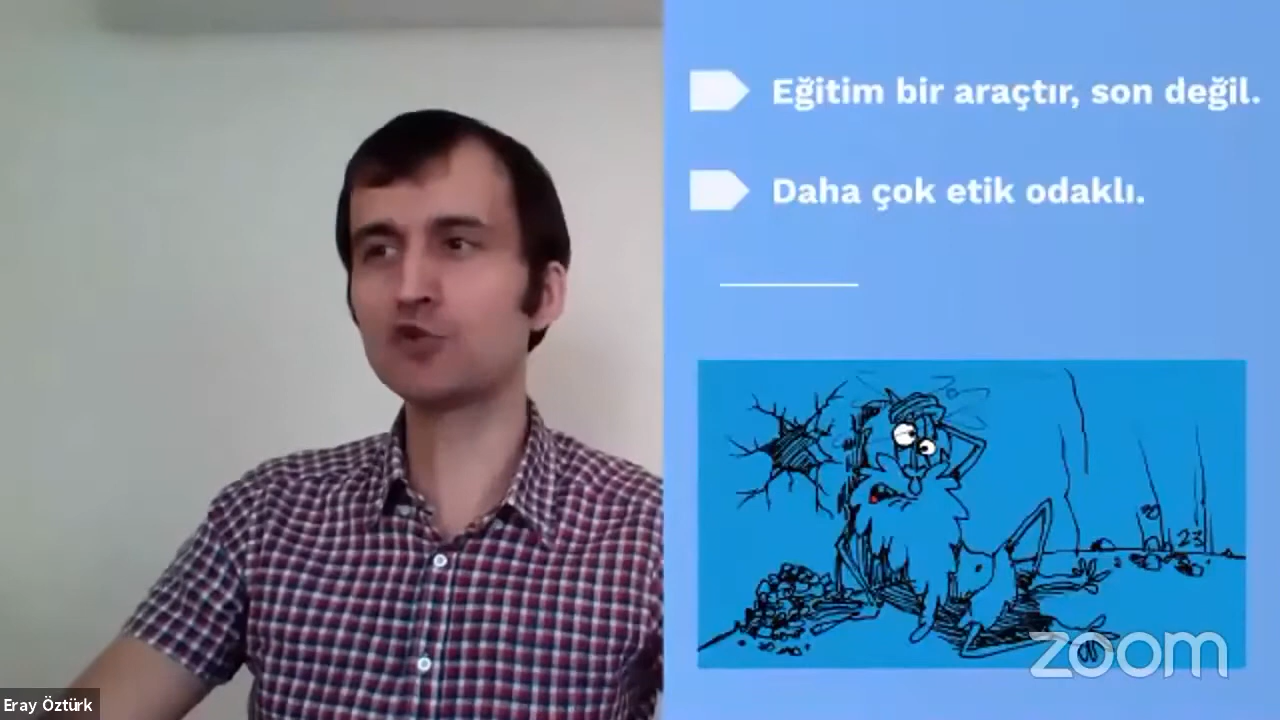 Eğitim bir araçtır, son değil.
Daha çok etik odaklı.
23
zoom
Eray Öztürk